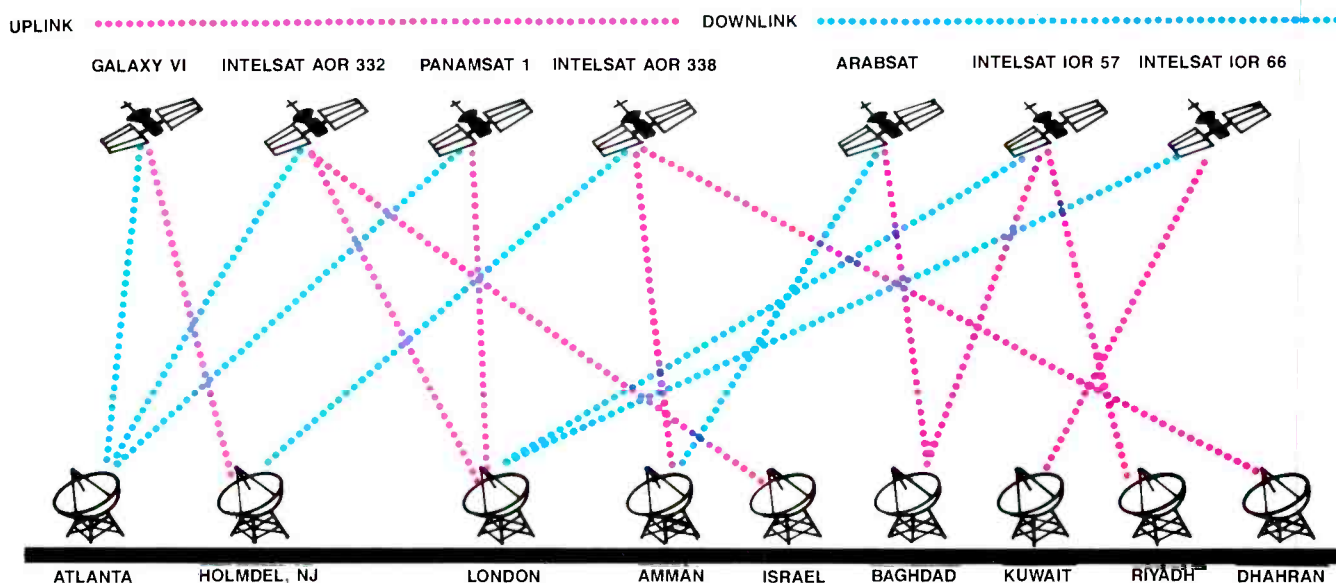 UPLINK DOWNLINK
GALAXY VI INTELSAT AOR 332 PANAMSAT 1 INTELSAT AOR 338 ARABSAT INTELSAT IOR 57 INTELSAT IOR 66
ATLANTA HOLMDEL, NJ LONDON AMMAN ISRAEL BAGHDAD KUWAIT RIYADH DHAHRAN